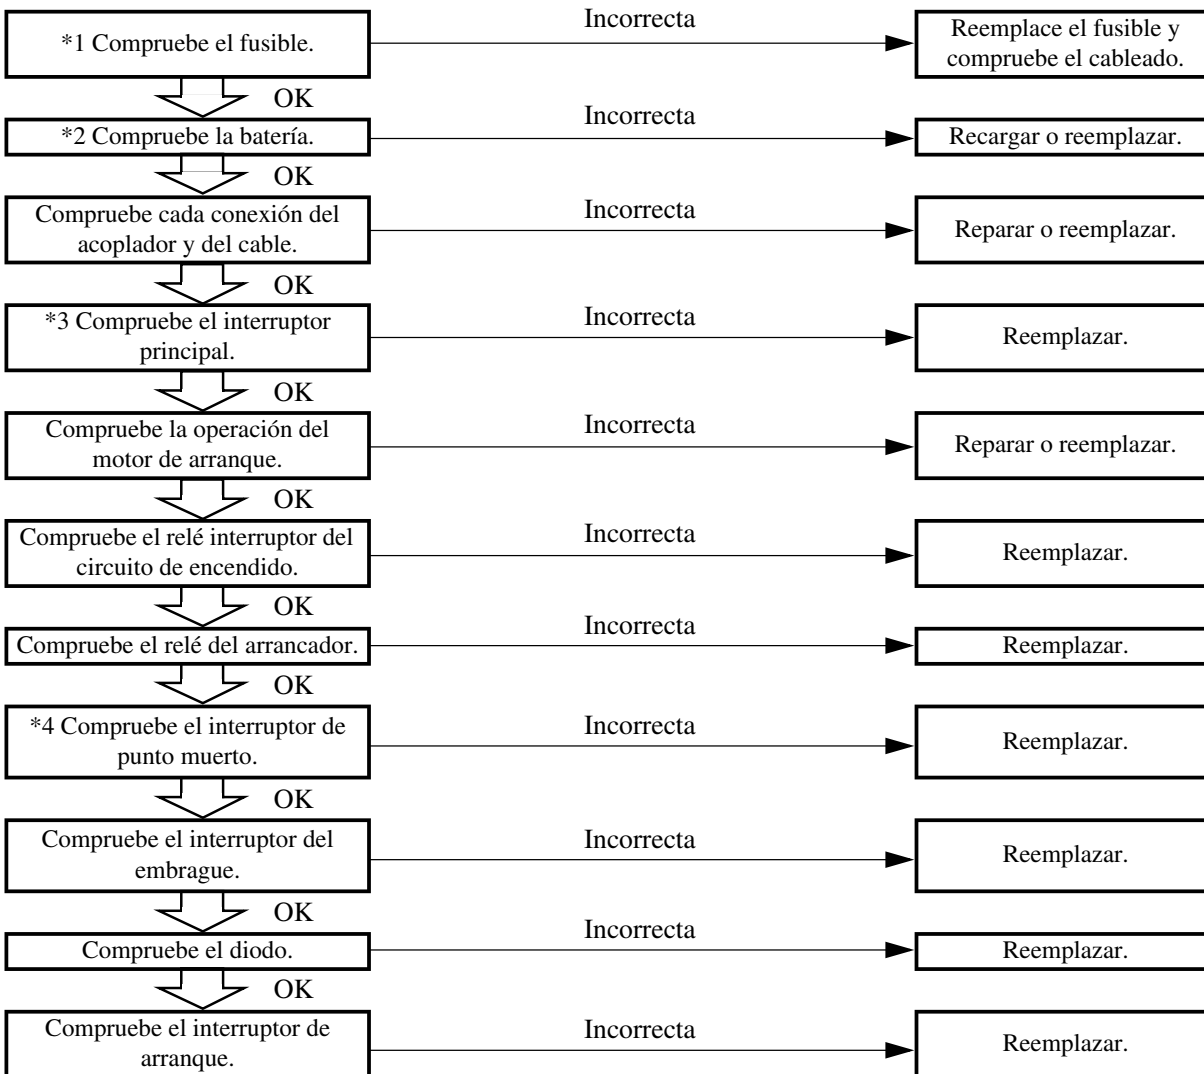 *1 Compruebe el fusible.
Incorrecta
Reemplace el fusible y
compruebe el cableado.
OK
*2 Compruebe la batería.
Incorrecta
Recargar o reemplazar.
OK
Compruebe cada conexión del
acoplador y del cable.
Incorrecta
Reparar o reemplazar.
OK
*3 Compruebe el interruptor
principal.
Incorrecta
Reemplazar.
OK
Compruebe la operación del
motor de arranque.
Incorrecta
Reparar o reemplazar.
OK
Compruebe el relé interruptor del
circuito de encendido.
Incorrecta
Reemplazar.
OK
Compruebe el relé del arrancador.
Incorrecta
Reemplazar.
OK
*4 Compruebe el interruptor de
punto muerto.
Incorrecta
Reemplazar.
OK
Compruebe el interruptor del
embrague.
Incorrecta
Reemplazar.
OK
Compruebe el diodo.
Incorrecta
Reemplazar.
OK
Compruebe el interruptor de
arranque.
Incorrecta
Reemplazar.